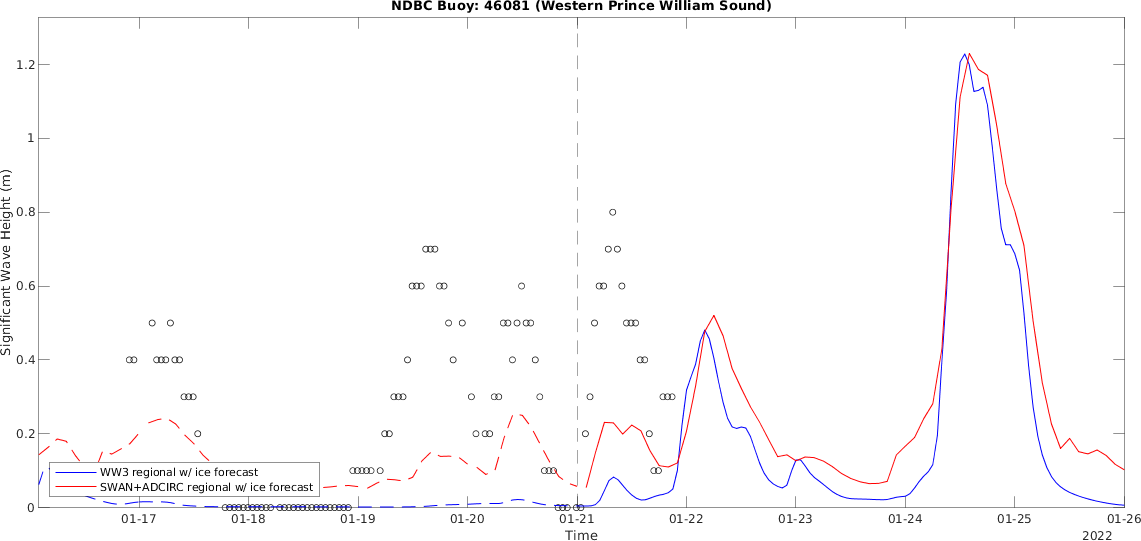 NDBC Buoy: 46081 (Western Prince William Sound)
Significant Wave Height (m)
1.2
1
0.8
0.6
0.4
0.2
0
WW3 regional w/ ice forecast
SWAN+ADCIRC regional w/ ice forecast
01-17 01-18 01-19 01-20 01-21 01-22 01-23 01-24 01-25 01-26
Time
2022